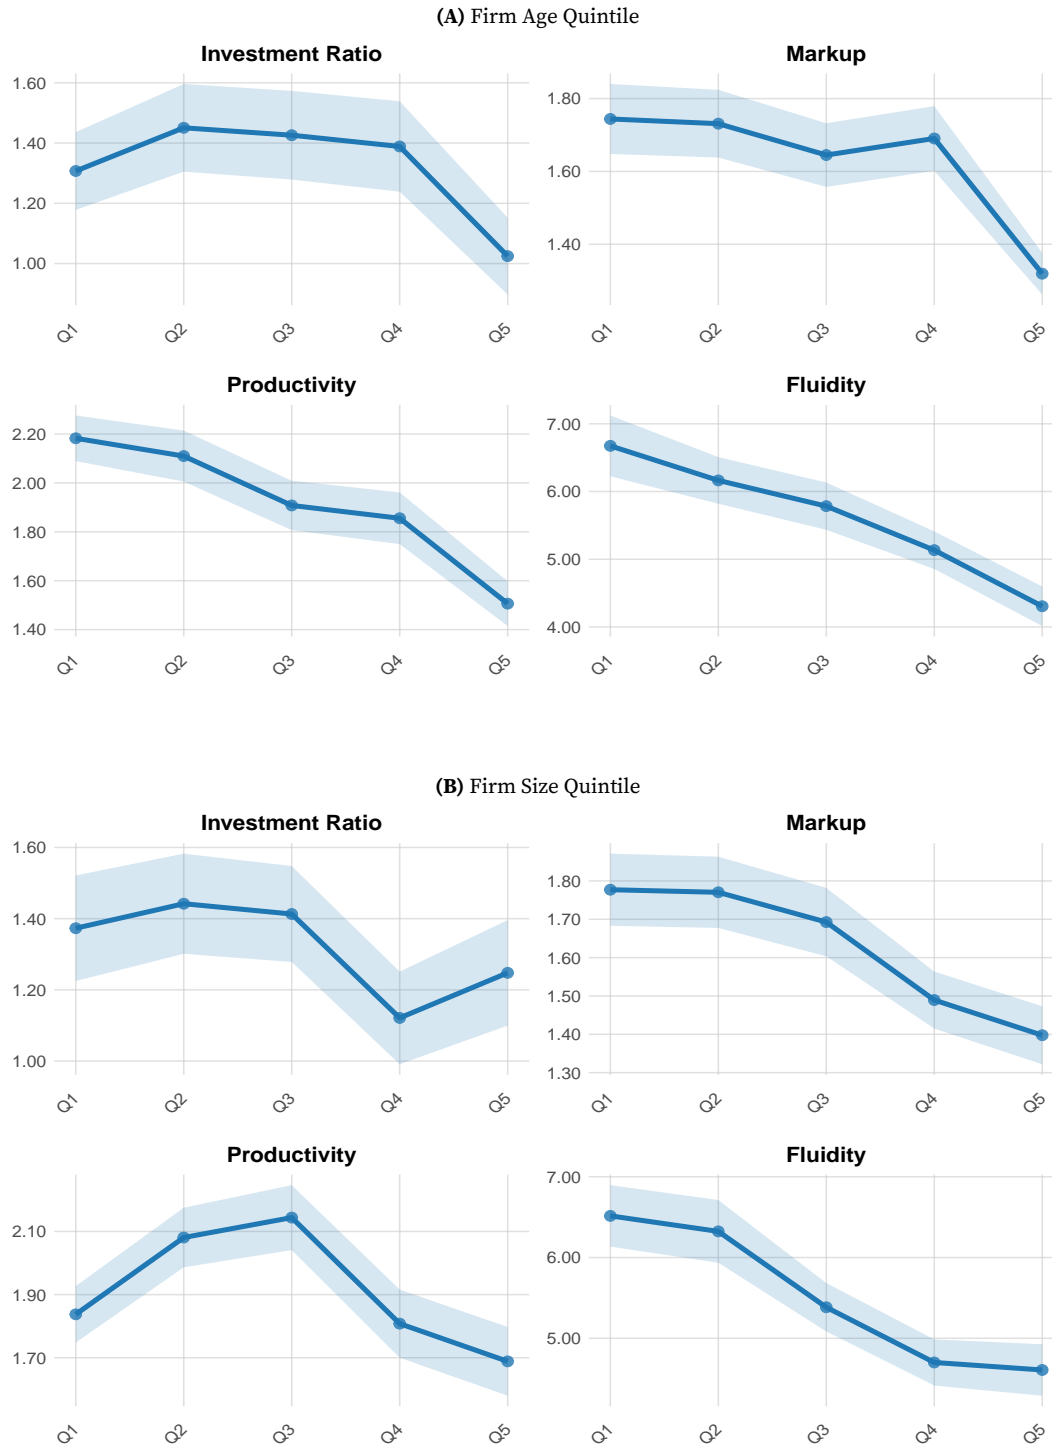 (A) Firm Age Quintile
Investment Ratio
1.60
1.40
1.20
1.00
Q1 Q2 Q3 Q4 Q5
Markup
1.80
1.60
1.40
Q1 Q2 Q3 Q4 Q5
Productivity
2.20
2.00
1.80
1.60
1.40
Q1 Q2 Q3 Q4 Q5
Fluidity
7.00
6.00
5.00
4.00
Q1 Q2 Q3 Q4 Q5
(B) Firm Size Quintile
Investment Ratio
1.60
1.40
1.20
1.00
Q1 Q2 Q3 Q4 Q5
Markup
1.80
1.70
1.60
1.50
1.40
1.30
Q1 Q2 Q3 Q4 Q5
Productivity
2.10
1.90
1.70
Q1 Q2 Q3 Q4 Q5
Fluidity
7.00
6.00
5.00
Q1 Q2 Q3 Q4 Q5